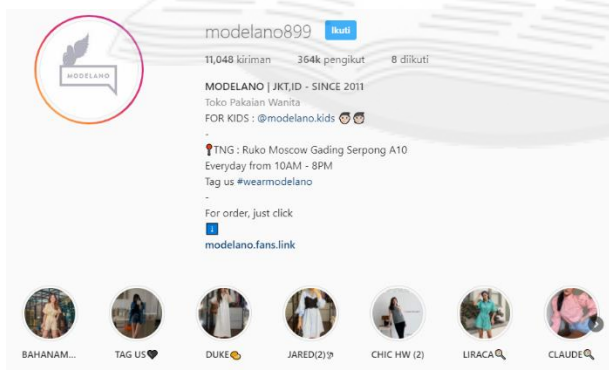 modelano899 Ikuti
11,048 kiriman 364k pengikut 8 diikuti
MODELANO | JKT,ID - SINCE 2011
Toko Pakaian Wanita
FOR KIDS : @modelano.kids 👧🏻👦🏻
-
📍TNG : Ruko Moscow Gading Serpong A10
Everyday from 10AM - 8PM
Tag us #wearmodelano
-
For order, just click
⬇️
modelano.fans.link
MODELANO
BAHANAM... TAG US🖤 DUKE JARED(2) CHIC HW (2) LIRACA🔍 CLAUDE🔍